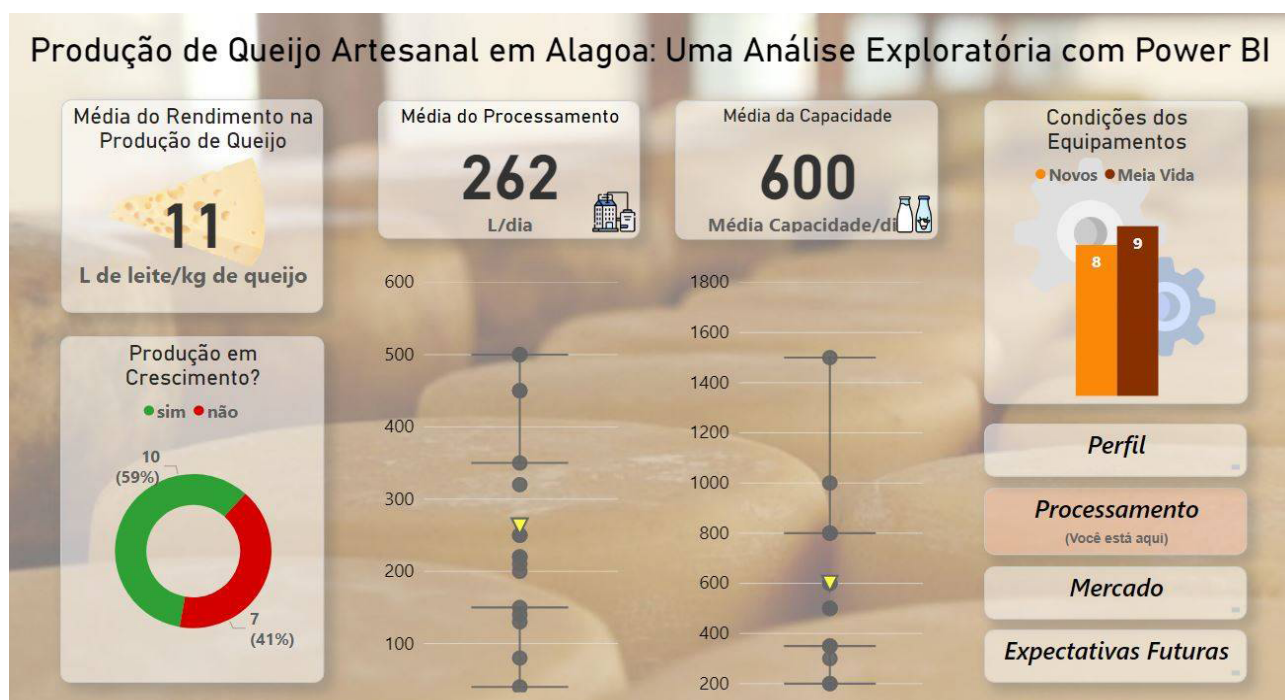 Produção de Queijo Artesanal em Alagoa: Uma Análise Exploratória com Power BI
Média do Rendimento na
Produção de Queijo
11
L de leite/kg de queijo
Média do Processamento
262
L/dia
Média da Capacidade
600
Média Capacidade/di
Condições dos
Equipamentos
Novos Meia Vida
8
9
Produção em
Crescimento?
sim não
10
(59%)
7
(41%)
600
500
400
300
200
100
1800
1600
1400
1200
1000
800
600
400
200
Perfil
Processamento
(Você está aqui)
Mercado
Expectativas Futuras